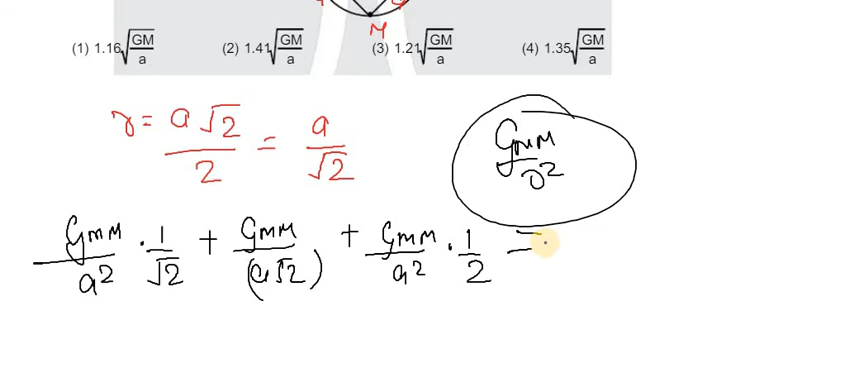 M
(1) 1.16√(GM/a) (2) 1.41√(GM/a) (3) 1.21√(GM/a) (4) 1.35√(GM/a)
r = a√2/2 = a/√2
GMM/r²
GMM/a² · 1/√2 + GMM/(a√2) + GMM/a² · 1/2 =